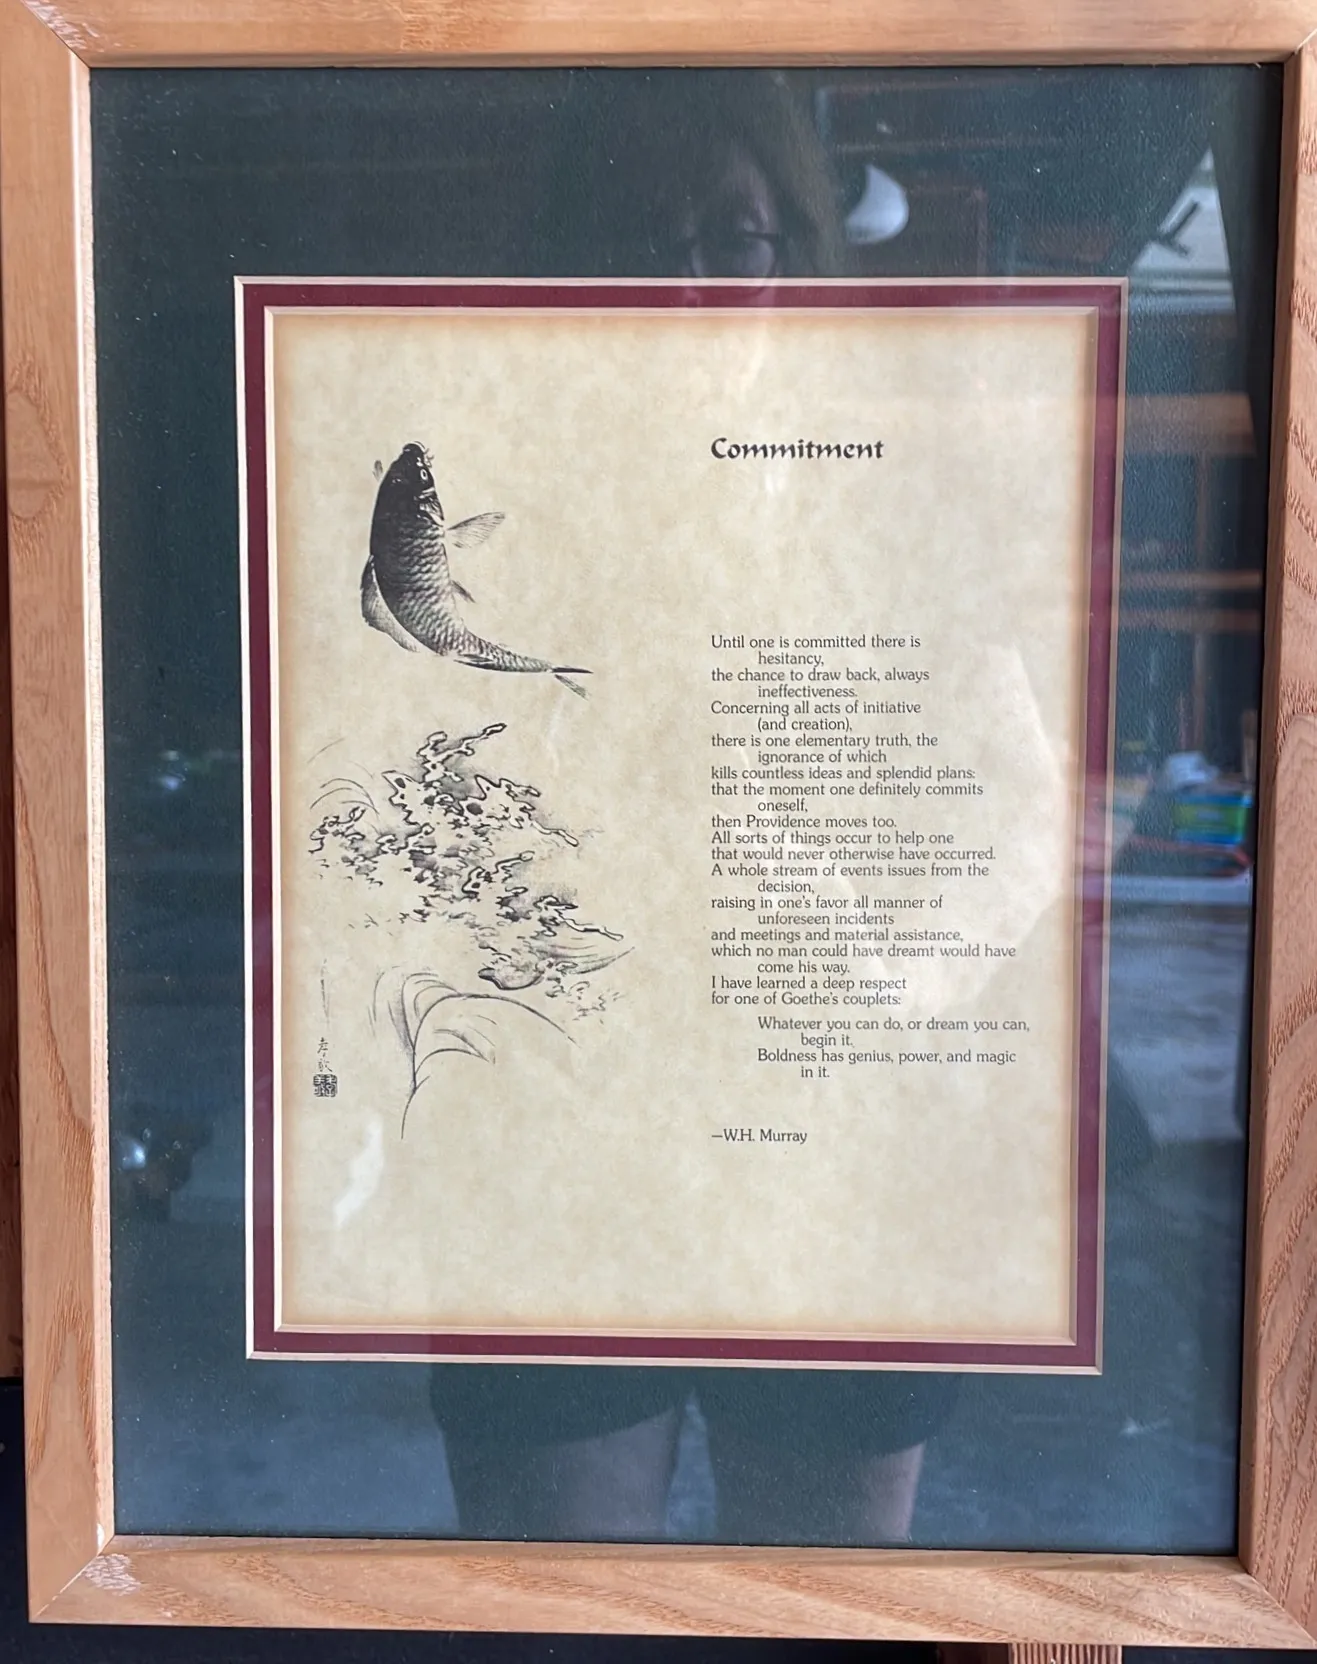 Commitment
Until one is committed there is
hesitancy,
the chance to draw back, always
ineffectiveness.
Concerning all acts of initiative
(and creation),
there is one elementary truth, the
ignorance of which
kills countless ideas and splendid plans:
that the moment one definitely commits
oneself,
then Providence moves too.
All sorts of things occur to help one
that would never otherwise have occurred.
A whole stream of events issues from the
decision,
raising in one's favor all manner of
unforeseen incidents
and meetings and material assistance,
which no man could have dreamt would have
come his way.
I have learned a deep respect
for one of Goethe's couplets:
Whatever you can do, or dream you can,
begin it.
Boldness has genius, power, and magic
in it.
—W.H. Murray